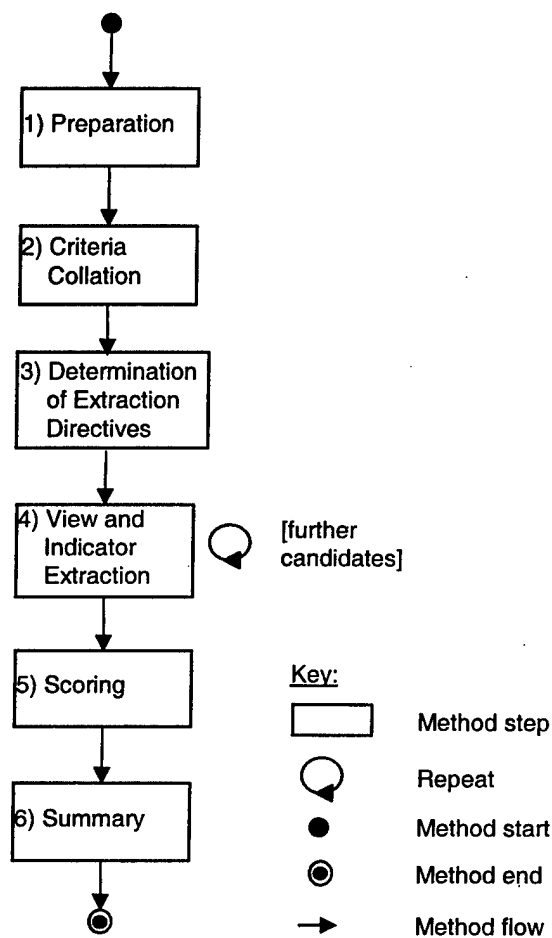 1) Preparation
2) Criteria
Collation
3) Determination
of Extraction
Directives
4) View and
Indicator
Extraction
[further
candidates]
5) Scoring
6) Summary
Key:
Method step
Repeat
Method start
Method end
Method flow